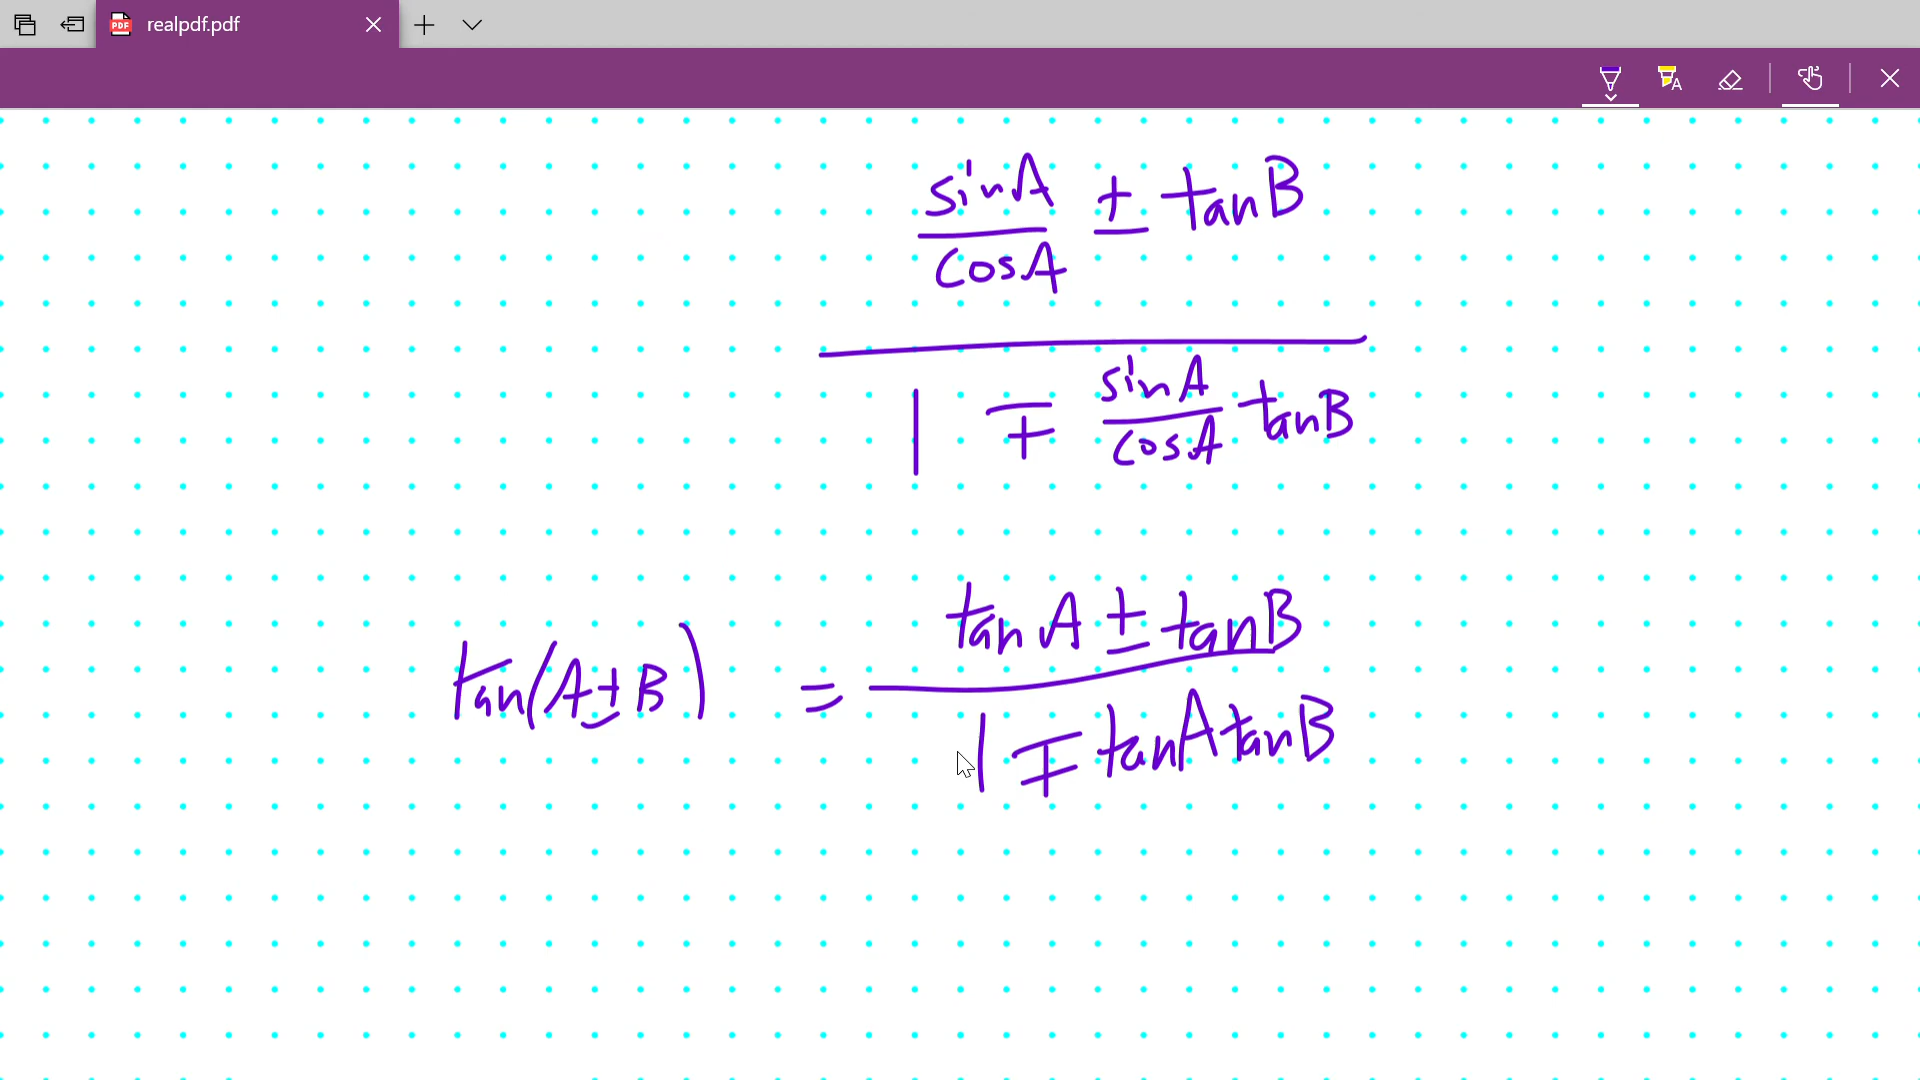 realpdf.pdf
sinA/cosA ± tanB
1 ∓ sinA/cosA tanB
tan(A±B) = tanA ± tanB
1 ∓ tanA tanB